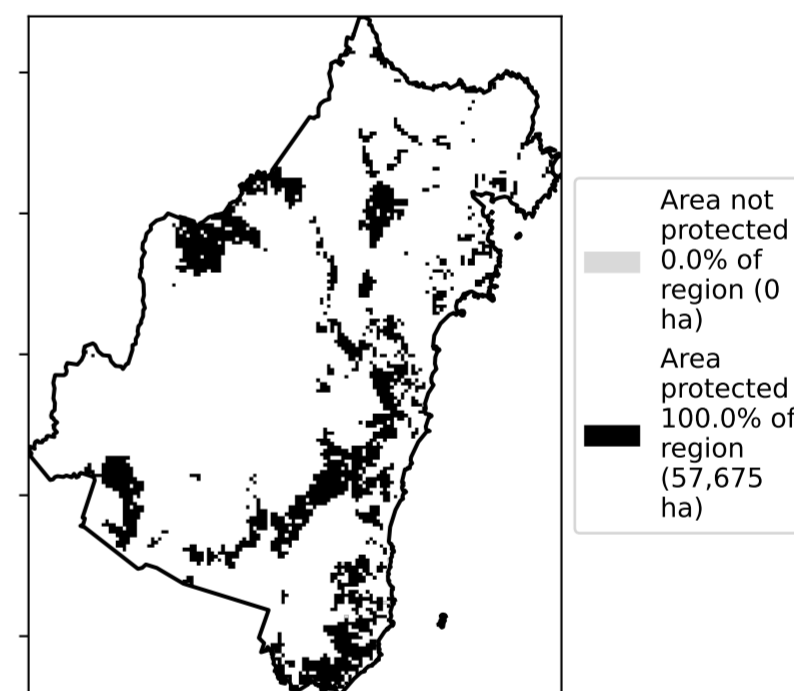 Area not
protected
0.0% of
region (0
ha)
Area
protected
100.0% of
region
(57,675
ha)